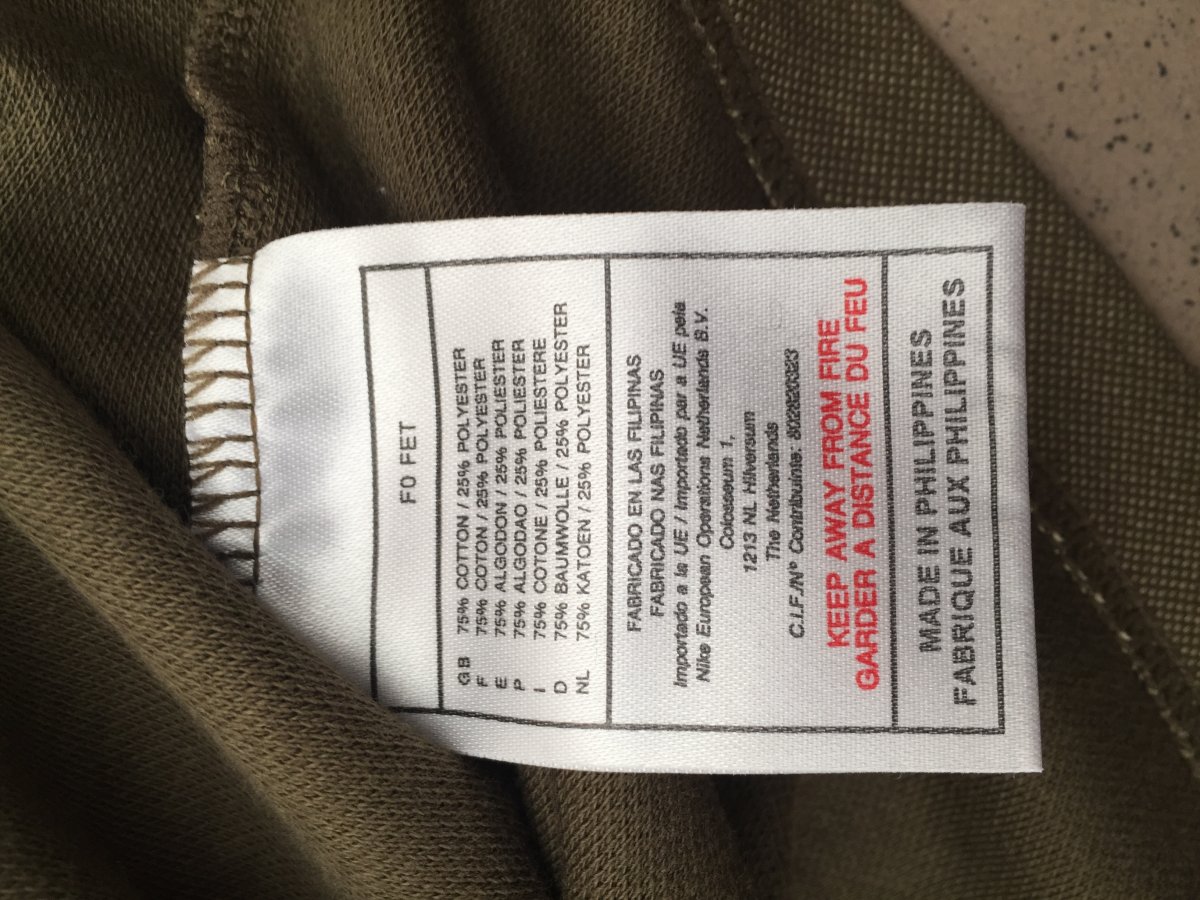 F0 FET
GB 75% COTTON / 25% POLYESTER
F 75% COTON / 25% POLYESTER
E 75% ALGODON / 25% POLIESTER
P 75% ALGODAO / 25% POLIESTER
I 75% COTONE / 25% POLIESTERE
D 75% BAUMWOLLE / 25% POLYESTER
NL 75% KATOEN / 25% POLYESTER
FABRICADO EN LAS FILIPINAS
FABRICADO NAS FILIPINAS
Importado a la UE / Importado par a UE pela
Nike European Operations Netherlands B.V.
Colosseum 1,
1213 NL Hilversum
The Netherlands
C.I.F./Nº Contribuinte:
KEEP AWAY FROM FIRE
GARDER A DISTANCE DU FEU
MADE IN PHILIPPINES
FABRIQUE AUX PHILIPPINES